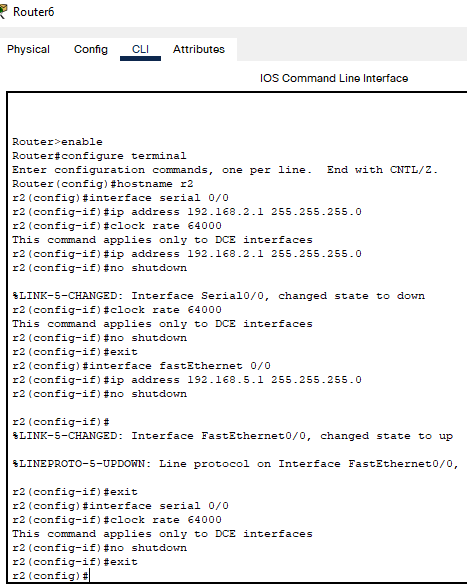 Router6
Physical Config CLI Attributes
IOS Command Line Interface
Router>enable
Router#configure terminal
Enter configuration commands, one per line.  End with CNTL/Z.
Router(config)#hostname r2
r2(config)#interface serial 0/0
r2(config-if)#ip address 192.168.2.1 255.255.255.0
r2(config-if)#clock rate 64000
This command applies only to DCE interfaces
r2(config-if)#ip address 192.168.2.1 255.255.255.0
r2(config-if)#no shutdown
%LINK-5-CHANGED: Interface Serial0/0, changed state to down
r2(config-if)#clock rate 64000
This command applies only to DCE interfaces
r2(config-if)#no shutdown
r2(config-if)#exit
r2(config)#interface fastEthernet 0/0
r2(config-if)#ip address 192.168.5.1 255.255.255.0
r2(config-if)#no shutdown
r2(config-if)#
%LINK-5-CHANGED: Interface FastEthernet0/0, changed state to up
%LINEPROTO-5-UPDOWN: Line protocol on Interface FastEthernet0/0,
r2(config-if)#exit
r2(config)#interface serial 0/0
r2(config-if)#clock rate 64000
This command applies only to DCE interfaces
r2(config-if)#no shutdown
r2(config-if)#exit
r2(config)#